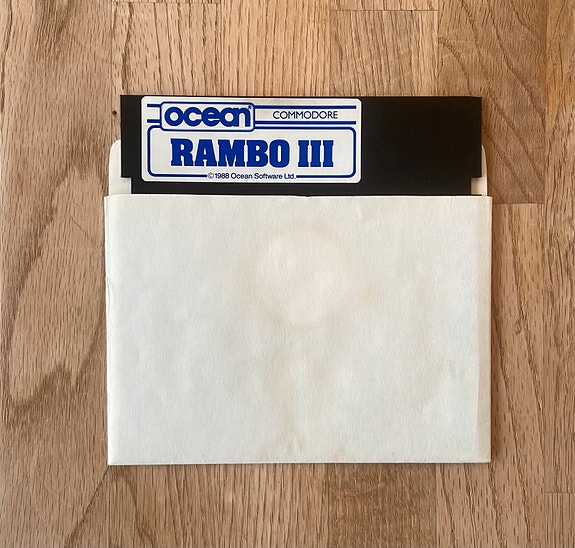 ocean® COMMODORE
RAMBO III
©1988 Ocean Software Ltd.